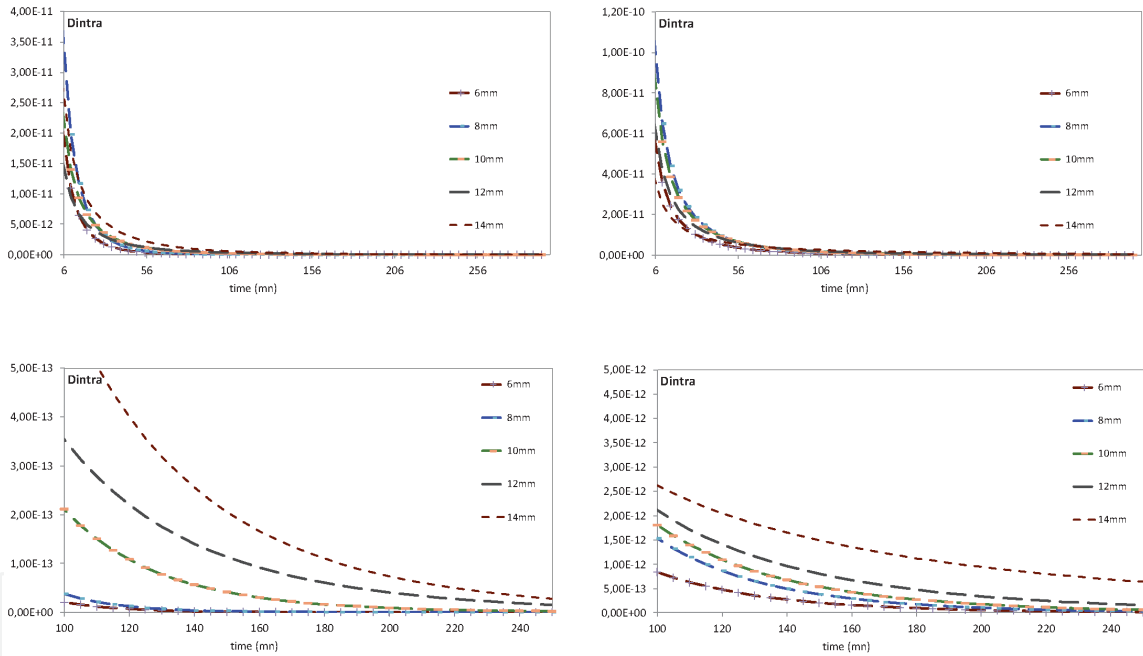 Dintra
4,00E-11
3,50E-11
3,00E-11
2,50E-11
2,00E-11
1,50E-11
1,00E-11
5,00E-12
0,00E+00
6 56 106 156 206 256
time (mn)
6mm
8mm
10mm
12mm
14mm
Dintra
1,20E-10
1,00E-10
8,00E-11
6,00E-11
4,00E-11
2,00E-11
0,00E+00
6 56 106 156 206 256
time (mn)
6mm
8mm
10mm
12mm
14mm
Dintra
5,00E-13
4,00E-13
3,00E-13
2,00E-13
1,00E-13
0,00E+00
100 120 140 160 180 200 220 240
time (mn)
6mm
8mm
10mm
12mm
14mm
Dintra
5,00E-12
4,50E-12
4,00E-12
3,50E-12
3,00E-12
2,50E-12
2,00E-12
1,50E-12
1,00E-12
5,00E-13
0,00E+00
100 120 140 160 180 200 220 240
time (mn)
6mm
8mm
10mm
12mm
14mm